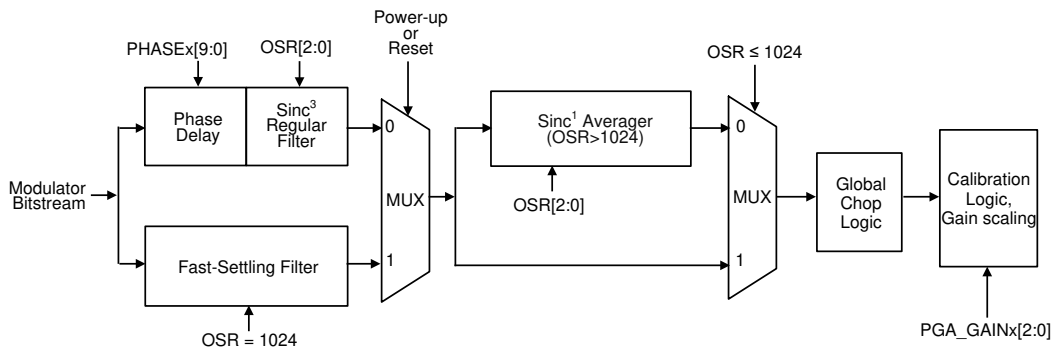 Power-up
or
Reset
PHASEx[9:0]
OSR[2:0]
OSR ≤ 1024
Phase
Delay
Sinc³
Regular
Filter
0
Sinc¹ Averager
(OSR>1024)
0
Modulator
Bitstream
MUX
OSR[2:0]
MUX
Global
Chop
Logic
Calibration
Logic,
Gain scaling
Fast-Settling Filter
1
1
OSR = 1024
PGA_GAINx[2:0]